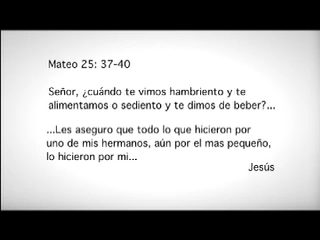 Mateo 25: 37-40
Señor, ¿cuándo te vimos hambriento y te
alimentamos o sediento y te dimos de beber?...
...Les aseguro que todo lo que hicieron por
uno de mis hermanos, aún por el mas pequeño,
lo hicieron por mi...
Jesús